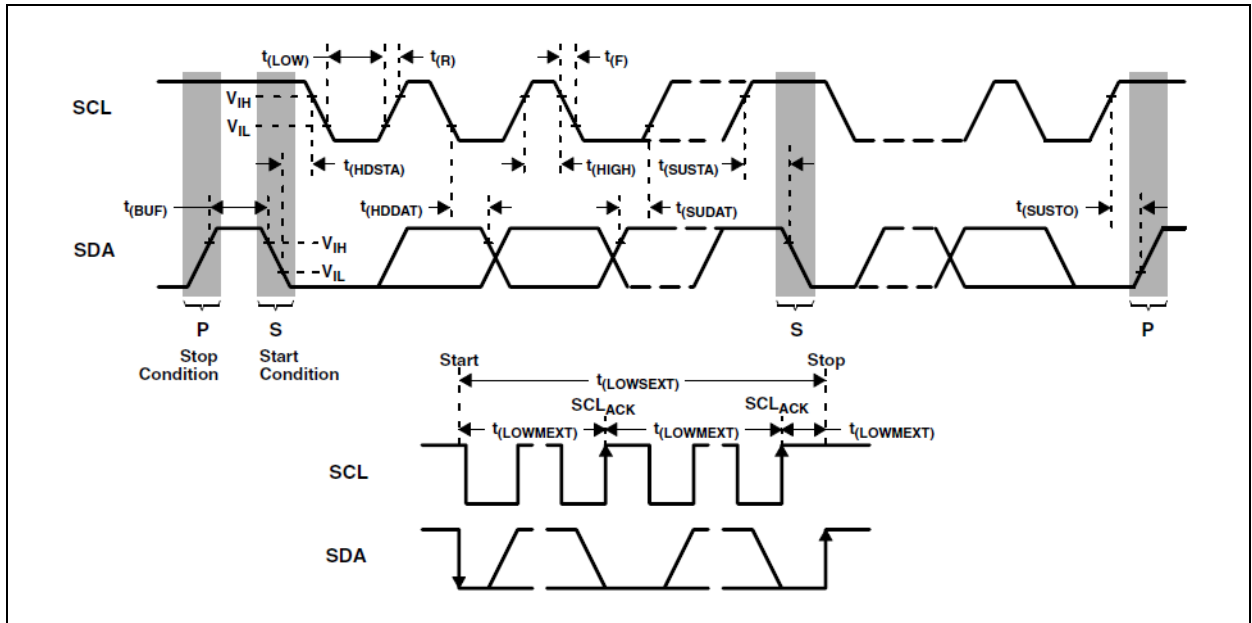 t(LOW) t(R) t(F)
SCL
VIH
VIL
t(HDSTA) t(HIGH) t(SUSTA)
t(BUF) t(HDDAT) t(SUDAT) t(SUSTO)
SDA
VIH
VIL
P S S P
Stop Start
Condition Condition
Start Stop
t(LOWSEXT)
SCLACK SCLACK
t(LOWMEXT) t(LOWMEXT) t(LOWMEXT)
SCL
SDA